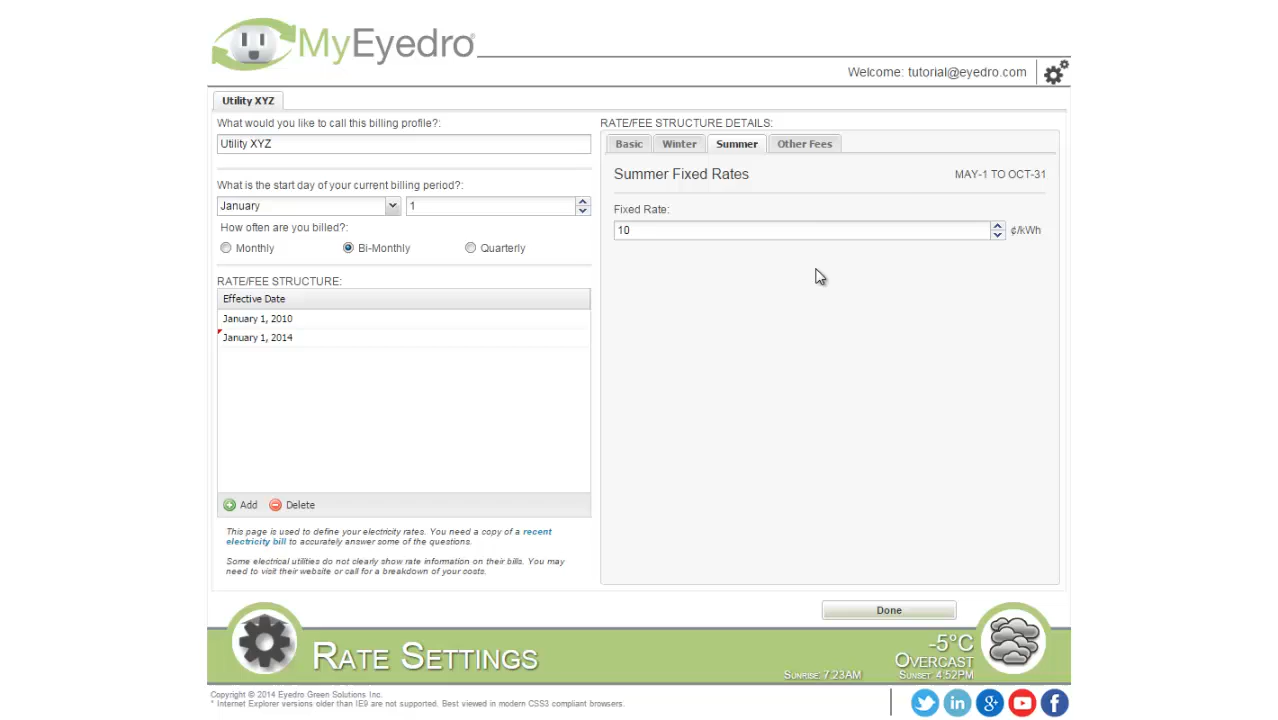 MyEyedro
Welcome: tutorial@eyedro.com
Utility XYZ
What would you like to call this billing profile?:
Utility XYZ
What is the start day of your current billing period?:
January
1
How often are you billed?:
Monthly
Bi-Monthly
Quarterly
RATE/FEE STRUCTURE:
Effective Date
January 1, 2010
January 1, 2014
Add
Delete
This page is used to define your electricity rates. You need a copy of a recent
electricity bill to accurately answer some of the questions.
Some electrical utilities do not clearly show rate information on their bills. You may
need to visit their website or call for a breakdown of your costs.
RATE/FEE STRUCTURE DETAILS:
Basic
Winter
Summer
Other Fees
Summer Fixed Rates
MAY-1 TO OCT-31
Fixed Rate:
10
¢/kWh
Done
RATE SETTINGS
SUNRISE: 7:23AM
-5°C
OVERCAST
SUNSET: 4:52PM
Copyright © 2014 Eyedro Green Solutions Inc.
* Internet Explorer versions older than IE9 are not supported. Best viewed in modern CSS3 compliant browsers.